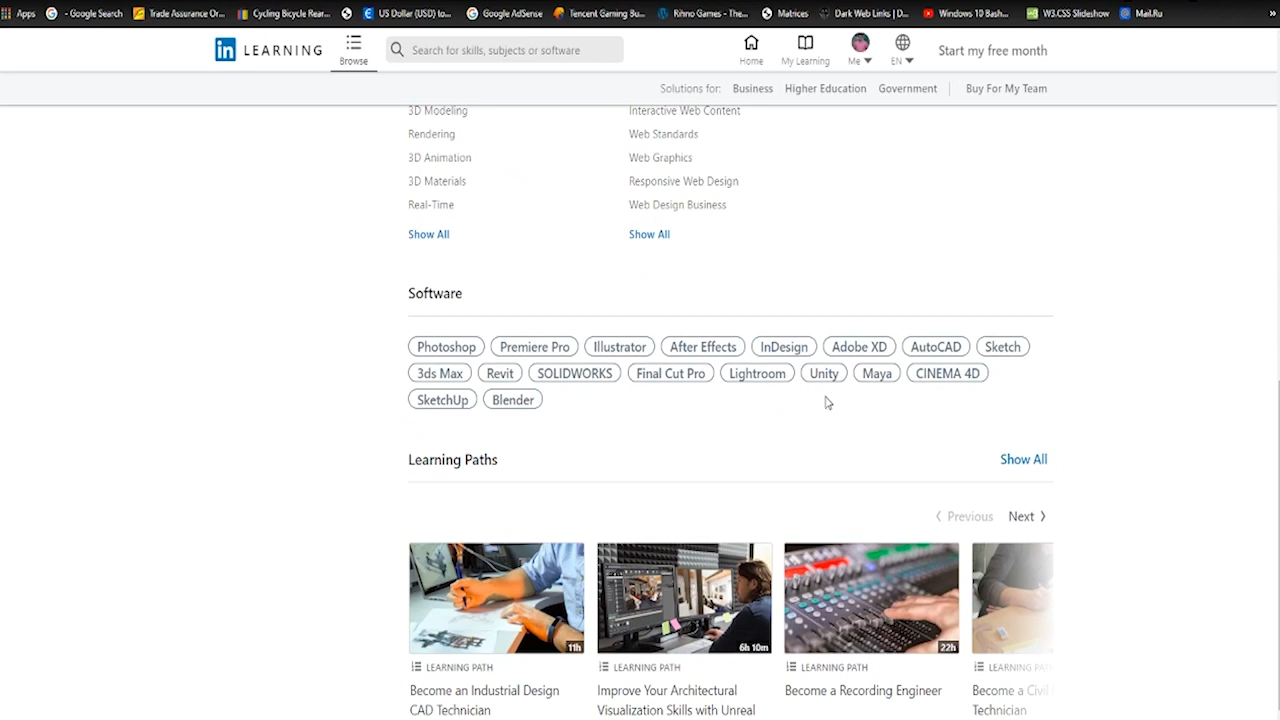 Apps - Google Search Trade Assurance Or... Cycling Bicycle Rear... US Dollar (USD) to... Google AdSense Tencent Gaming Bu... Rihno Games - The... Matrices Dark Web Links | D... Windows 10 Bash... W3.CSS Slideshow Mail.Ru »
in LEARNING Browse Search for skills, subjects or software Home My Learning Me EN Start my free month
Solutions for: Business Higher Education Government Buy For My Team
3D Modeling Interactive Web Content
Rendering Web Standards
3D Animation Web Graphics
3D Materials Responsive Web Design
Real-Time Web Design Business
Show All Show All
Software
Photoshop Premiere Pro Illustrator After Effects InDesign Adobe XD AutoCAD Sketch
3ds Max Revit SOLIDWORKS Final Cut Pro Lightroom Unity Maya CINEMA 4D
SketchUp Blender
Learning Paths Show All
Previous Next
11h 6h 10m 22h
LEARNING PATH LEARNING PATH LEARNING PATH LEARNING PATH
Become an Industrial Design Improve Your Architectural Become a Recording Engineer Become a Civil
CAD Technician Visualization Skills with Unreal Technician